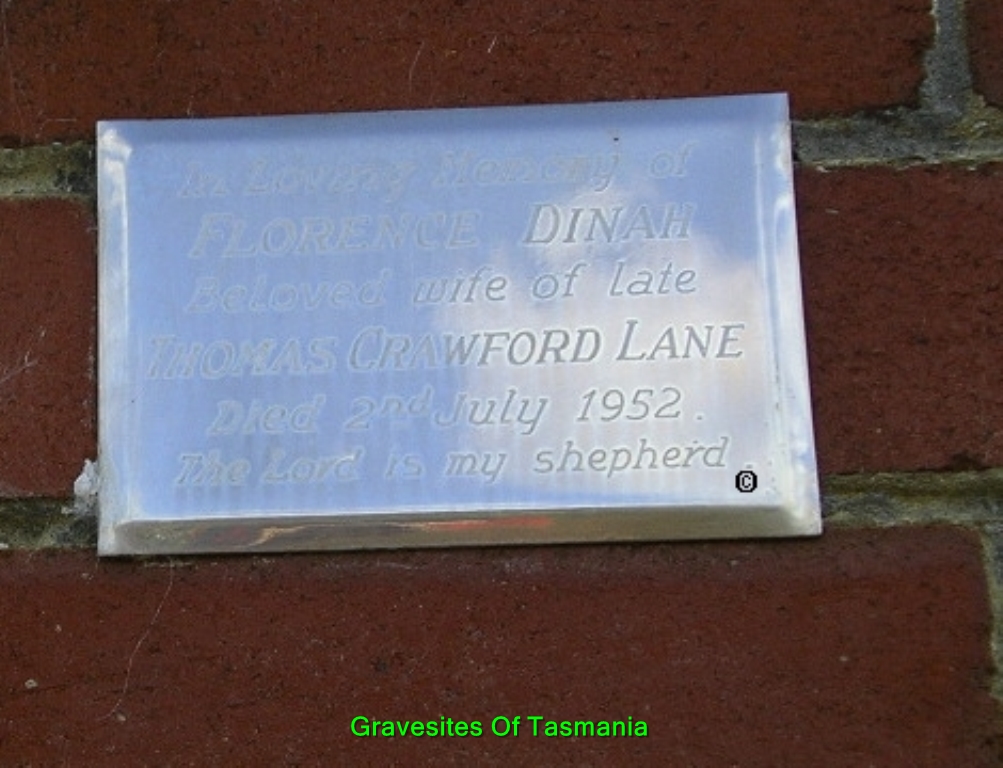 In Loving Memory of
FLORENCE DINAH
Beloved wife of late
THOMAS CRAWFORD LANE
Died 2nd July 1952.
The Lord is my shepherd.
©
Gravesites Of Tasmania